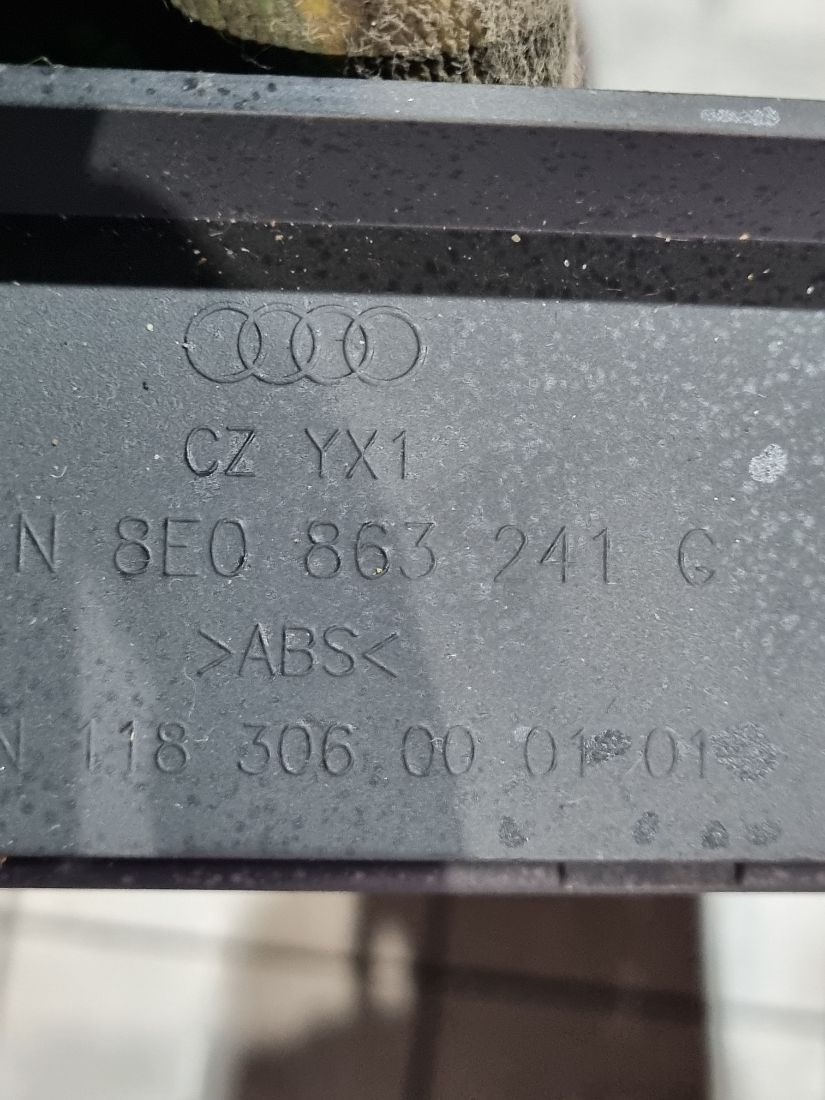 CZ YX1
N 8E0 863 241 G
>ABS<
N 118 306 00 01 01